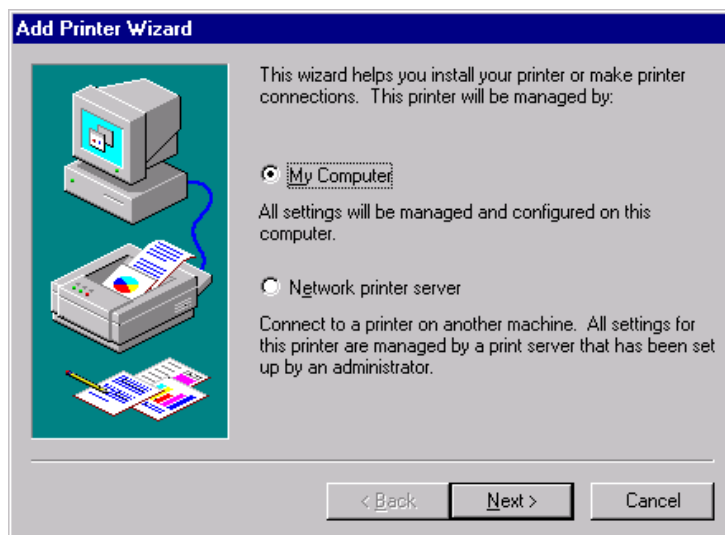 Add Printer Wizard
This wizard helps you install your printer or make printer
connections.  This printer will be managed by:
My Computer
All settings will be managed and configured on this
computer.
Network printer server
Connect to a printer on another machine.  All settings for
this printer are managed by a print server that has been set
up by an administrator.
< Back
Next >
Cancel